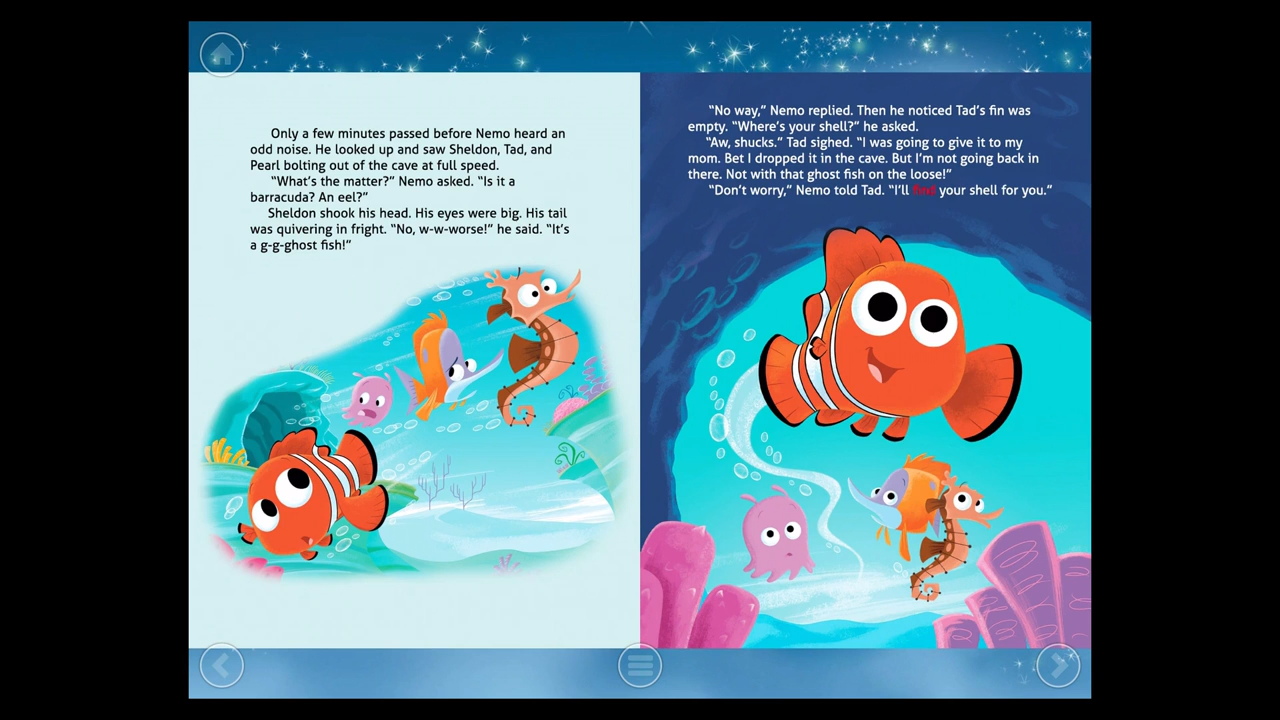 Only a few minutes passed before Nemo heard an
odd noise. He looked up and saw Sheldon, Tad, and
Pearl bolting out of the cave at full speed.
“What’s the matter?” Nemo asked. “Is it a
barracuda? An eel?”
Sheldon shook his head. His eyes were big. His tail
was quivering in fright. “No, w-w-worse!” he said. “It’s
a g-g-ghost fish!”
“No way,” Nemo replied. Then he noticed Tad’s fin was
empty. “Where’s your shell?” he asked.
“Aw, shucks.” Tad sighed. “I was going to give it to my
mom. Bet I dropped it in the cave. But I’m not going back in
there. Not with that ghost fish on the loose!”
“Don’t worry,” Nemo told Tad. “I’ll find your shell for you.”